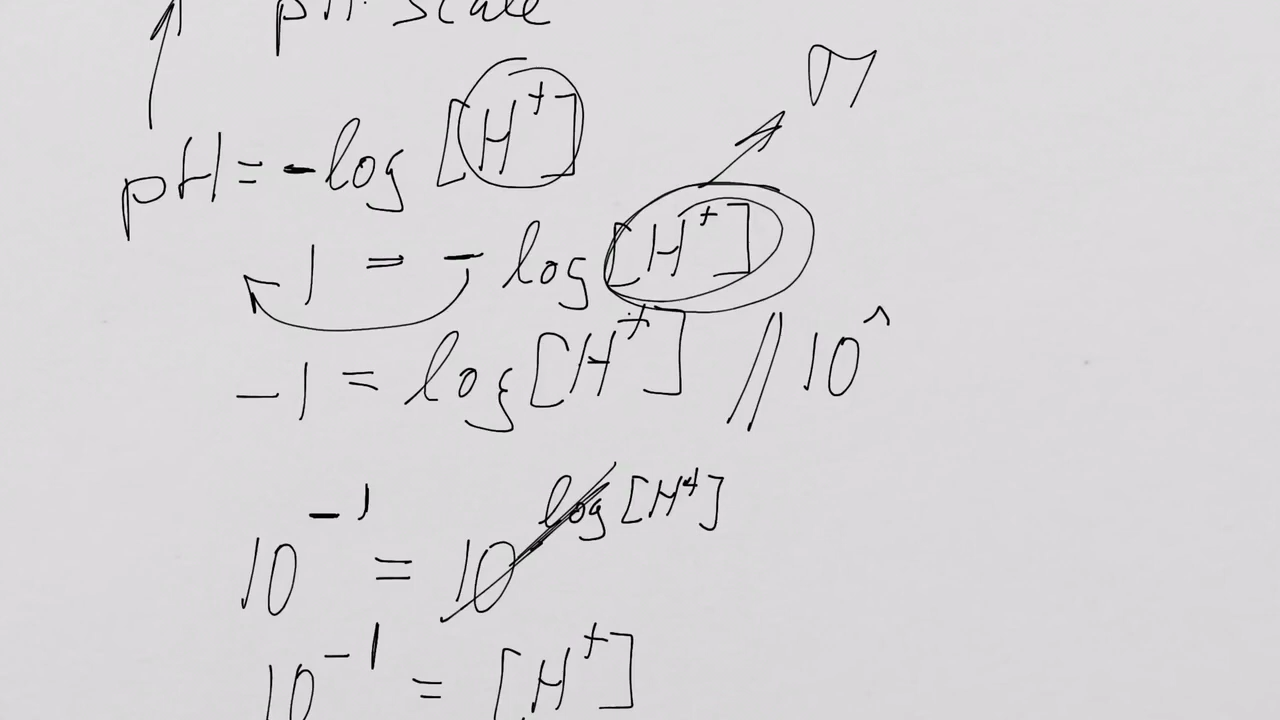 pH scale
pH = -log [H⁺]
1 = - log [H⁺]
-1 = log [H⁺] // 10^
10⁻¹ = 10 log [H⁺]
10⁻¹ = [H⁺]